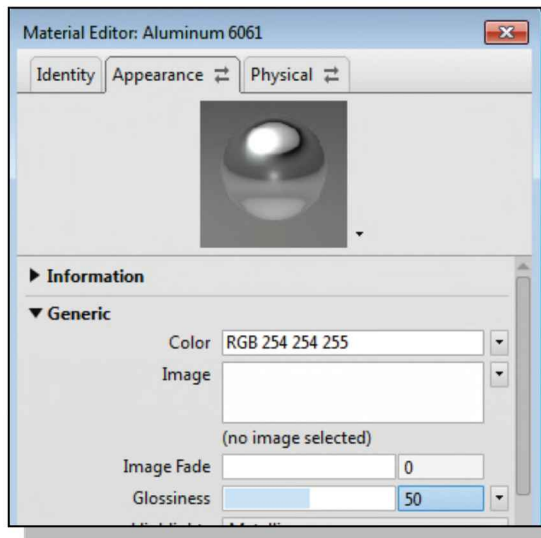 Material Editor: Aluminum 6061
Identity Appearance Physical
Information
Generic
Color RGB 254 254 255
Image
(no image selected)
Image Fade 0
Glossiness 50